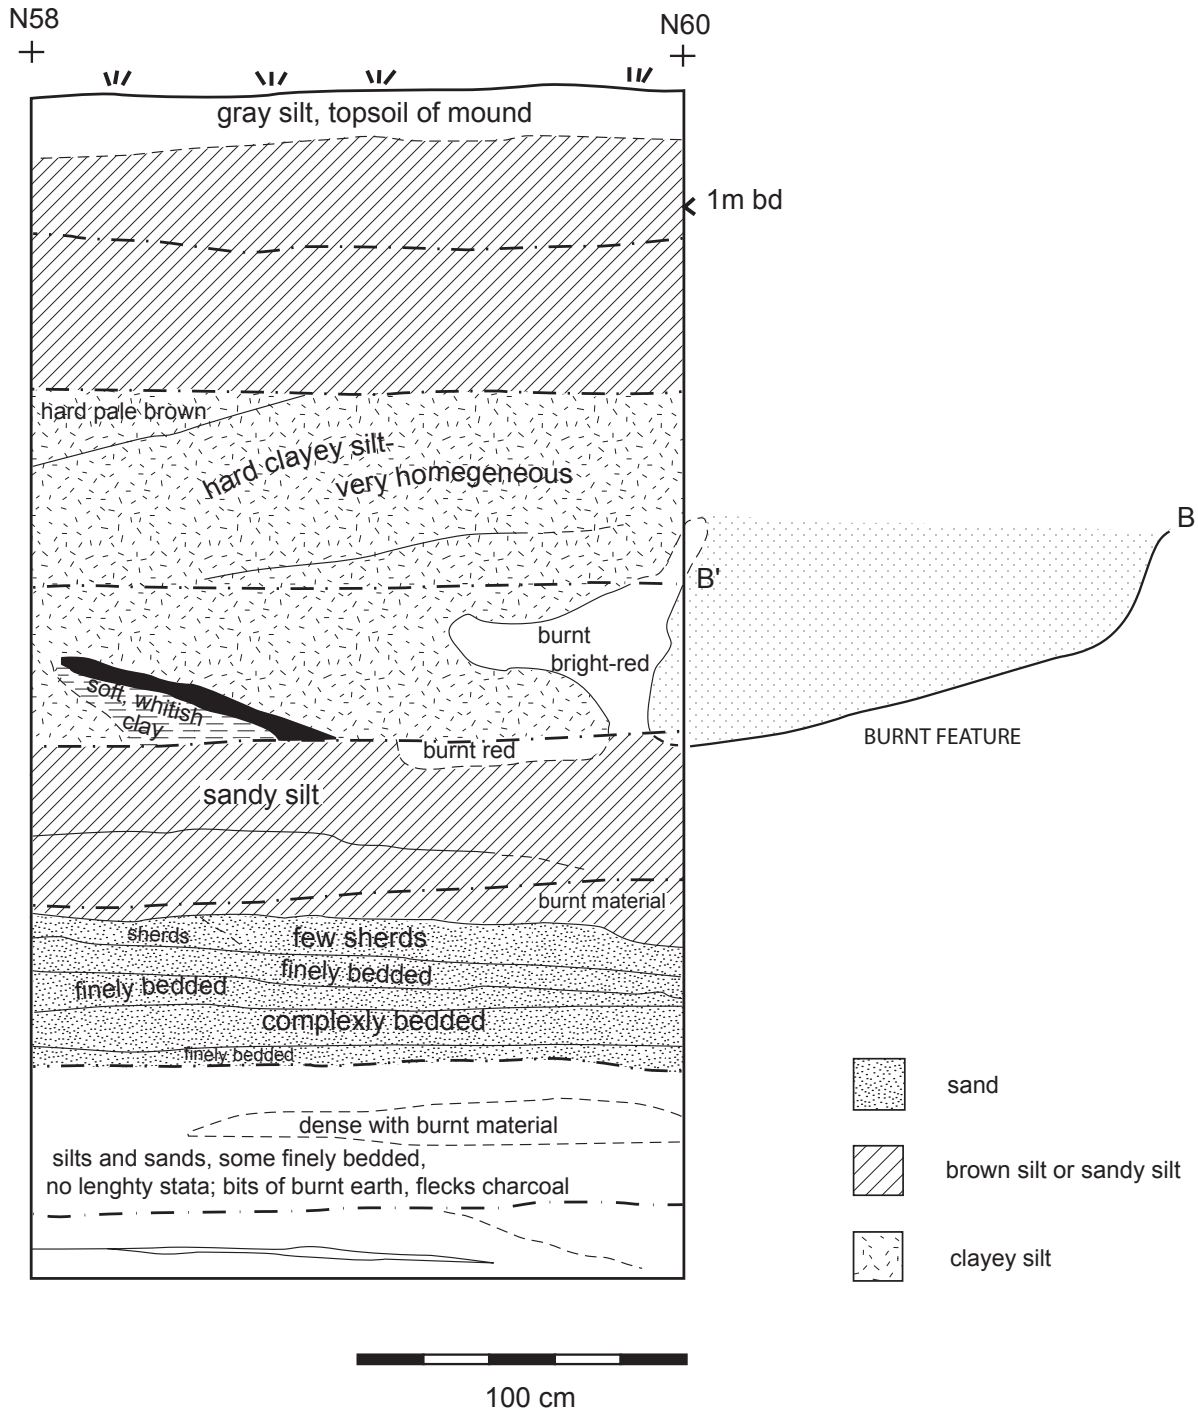 N58
N60
gray silt, topsoil of mound
1m bd
hard pale brown
hard clayey silt-
very homegeneous
B
B'
burnt
bright-red
soft, whitish
clay
BURNT FEATURE
burnt red
sandy silt
burnt material
sherds
few sherds
finely bedded
finely bedded
complexly bedded
finely bedded
dense with burnt material
silts and sands, some finely bedded,
no lenghty stata; bits of burnt earth, flecks charcoal
sand
brown silt or sandy silt
clayey silt
100 cm